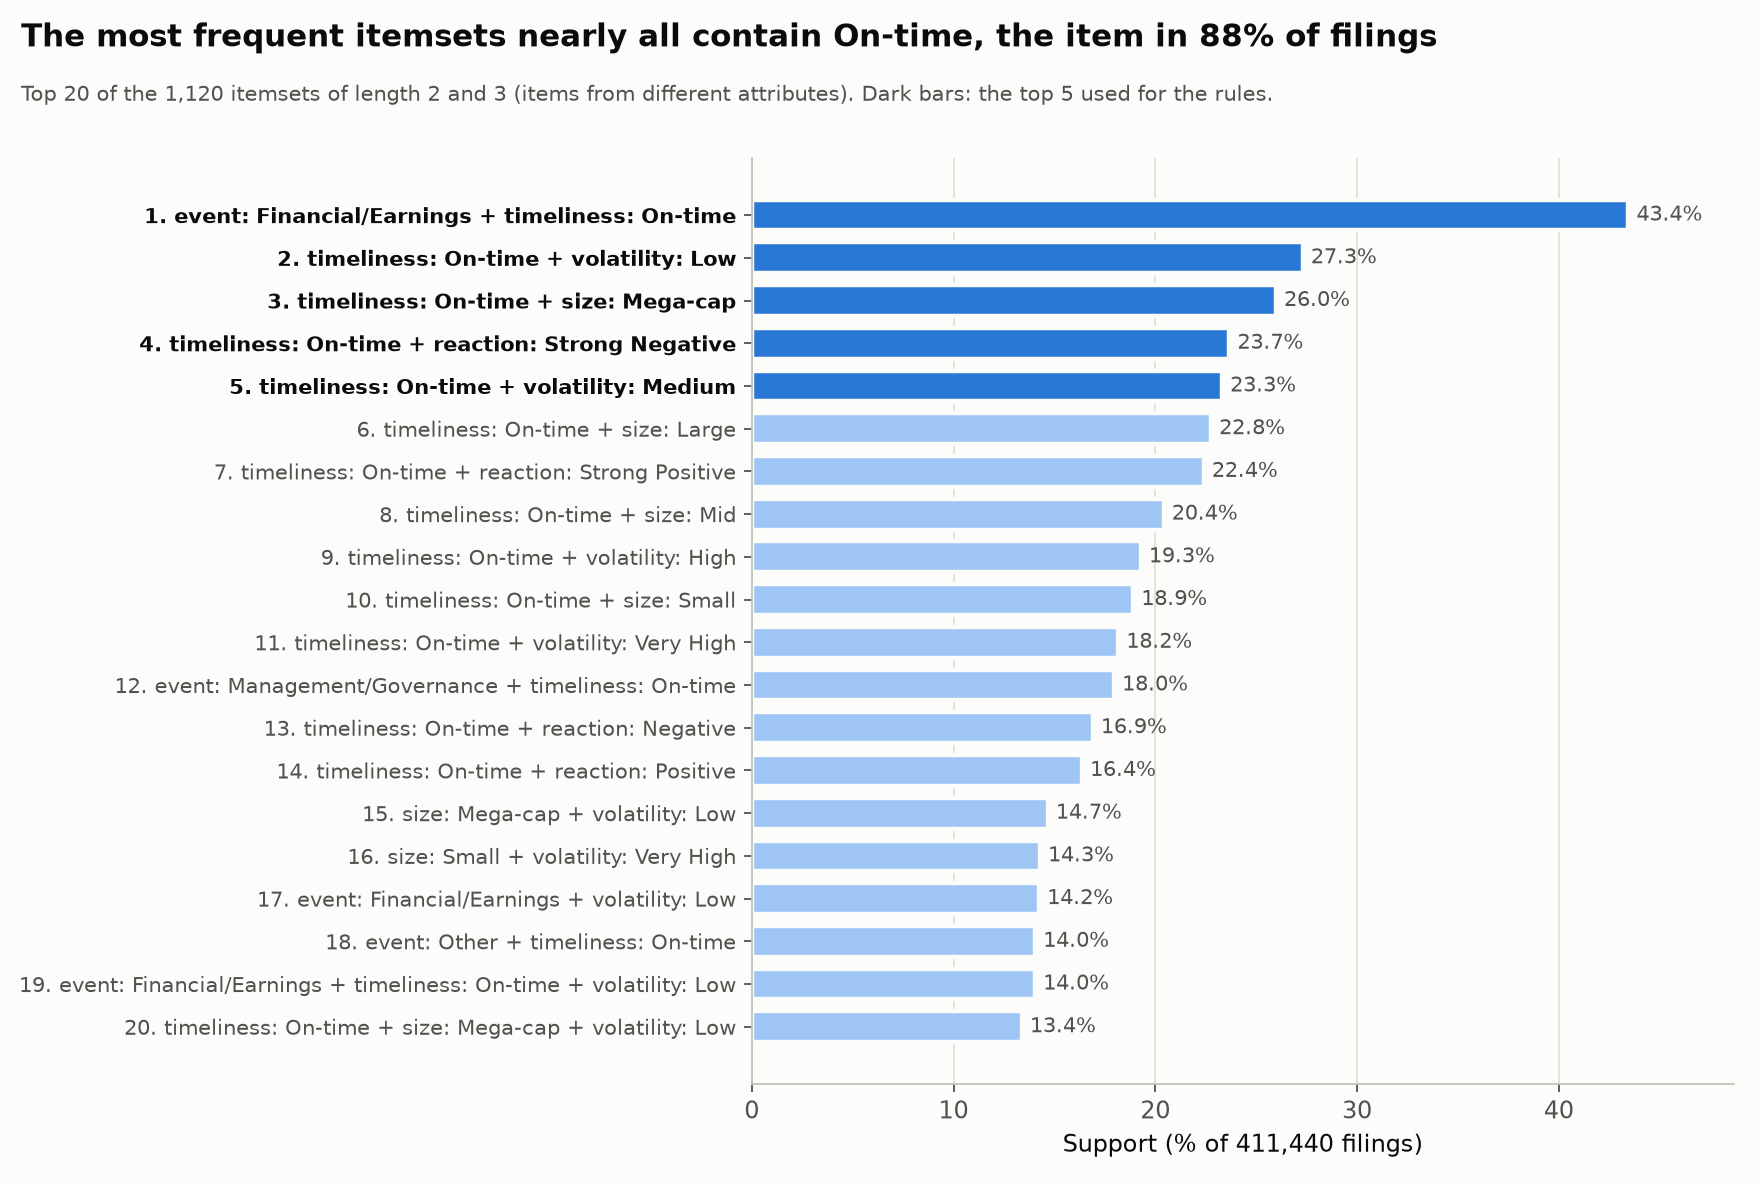 The most frequent itemsets nearly all contain On-time, the item in 88% of filings
Top 20 of the 1,120 itemsets of length 2 and 3 (items from different attributes). Dark bars: the top 5 used for the rules.
1. event: Financial/Earnings + timeliness: On-time 43.4%
2. timeliness: On-time + volatility: Low 27.3%
3. timeliness: On-time + size: Mega-cap 26.0%
4. timeliness: On-time + reaction: Strong Negative 23.7%
5. timeliness: On-time + volatility: Medium 23.3%
6. timeliness: On-time + size: Large 22.8%
7. timeliness: On-time + reaction: Strong Positive 22.4%
8. timeliness: On-time + size: Mid 20.4%
9. timeliness: On-time + volatility: High 19.3%
10. timeliness: On-time + size: Small 18.9%
11. timeliness: On-time + volatility: Very High 18.2%
12. event: Management/Governance + timeliness: On-time 18.0%
13. timeliness: On-time + reaction: Negative 16.9%
14. timeliness: On-time + reaction: Positive 16.4%
15. size: Mega-cap + volatility: Low 14.7%
16. size: Small + volatility: Very High 14.3%
17. event: Financial/Earnings + volatility: Low 14.2%
18. event: Other + timeliness: On-time 14.0%
19. event: Financial/Earnings + timeliness: On-time + volatility: Low 14.0%
20. timeliness: On-time + size: Mega-cap + volatility: Low 13.4%
0 10 20 30 40
Support (% of 411,440 filings)